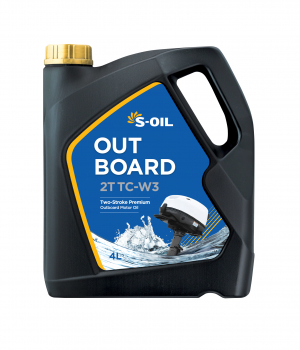 S-OIL
OUT
BOARD
2T TC-W3
Two-Stroke Premium
Outboard Motor Oil
4L